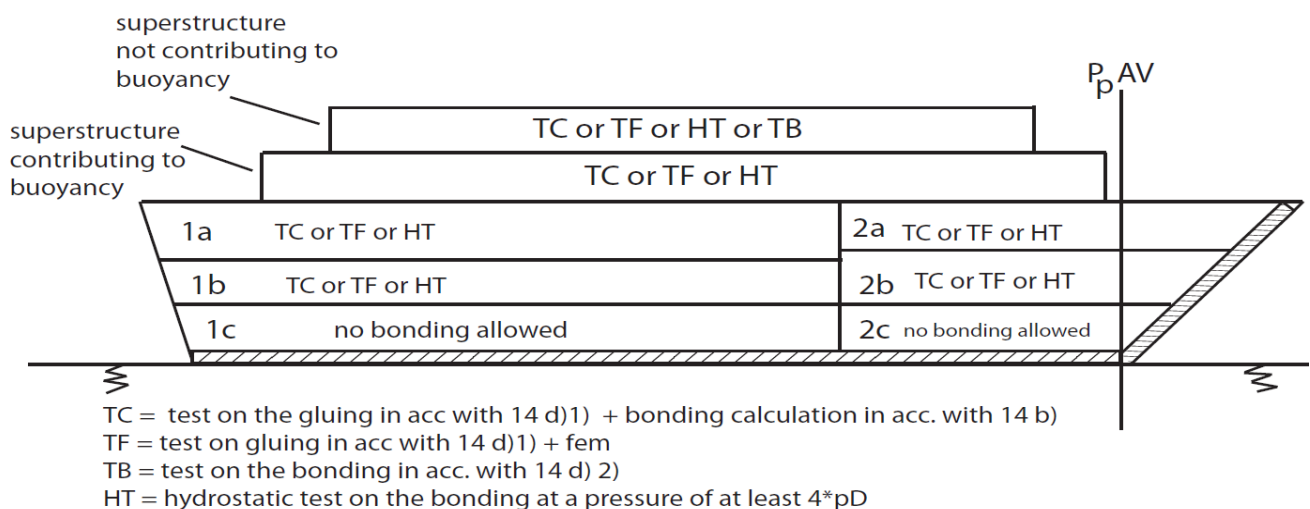 superstructure
not contributing to
buoyancy
PpAV
superstructure
contributing to
buoyancy
TC or TF or HT or TB
TC or TF or HT
1a TC or TF or HT
2a TC or TF or HT
1b TC or TF or HT
2b TC or TF or HT
1c no bonding allowed
2c no bonding allowed
TC = test on the gluing in acc with 14 d)1) + bonding calculation in acc. with 14 b)
TF = test on gluing in acc with 14 d)1) + fem
TB = test on the bonding in acc. with 14 d) 2)
HT = hydrostatic test on the bonding at a pressure of at least 4*pD